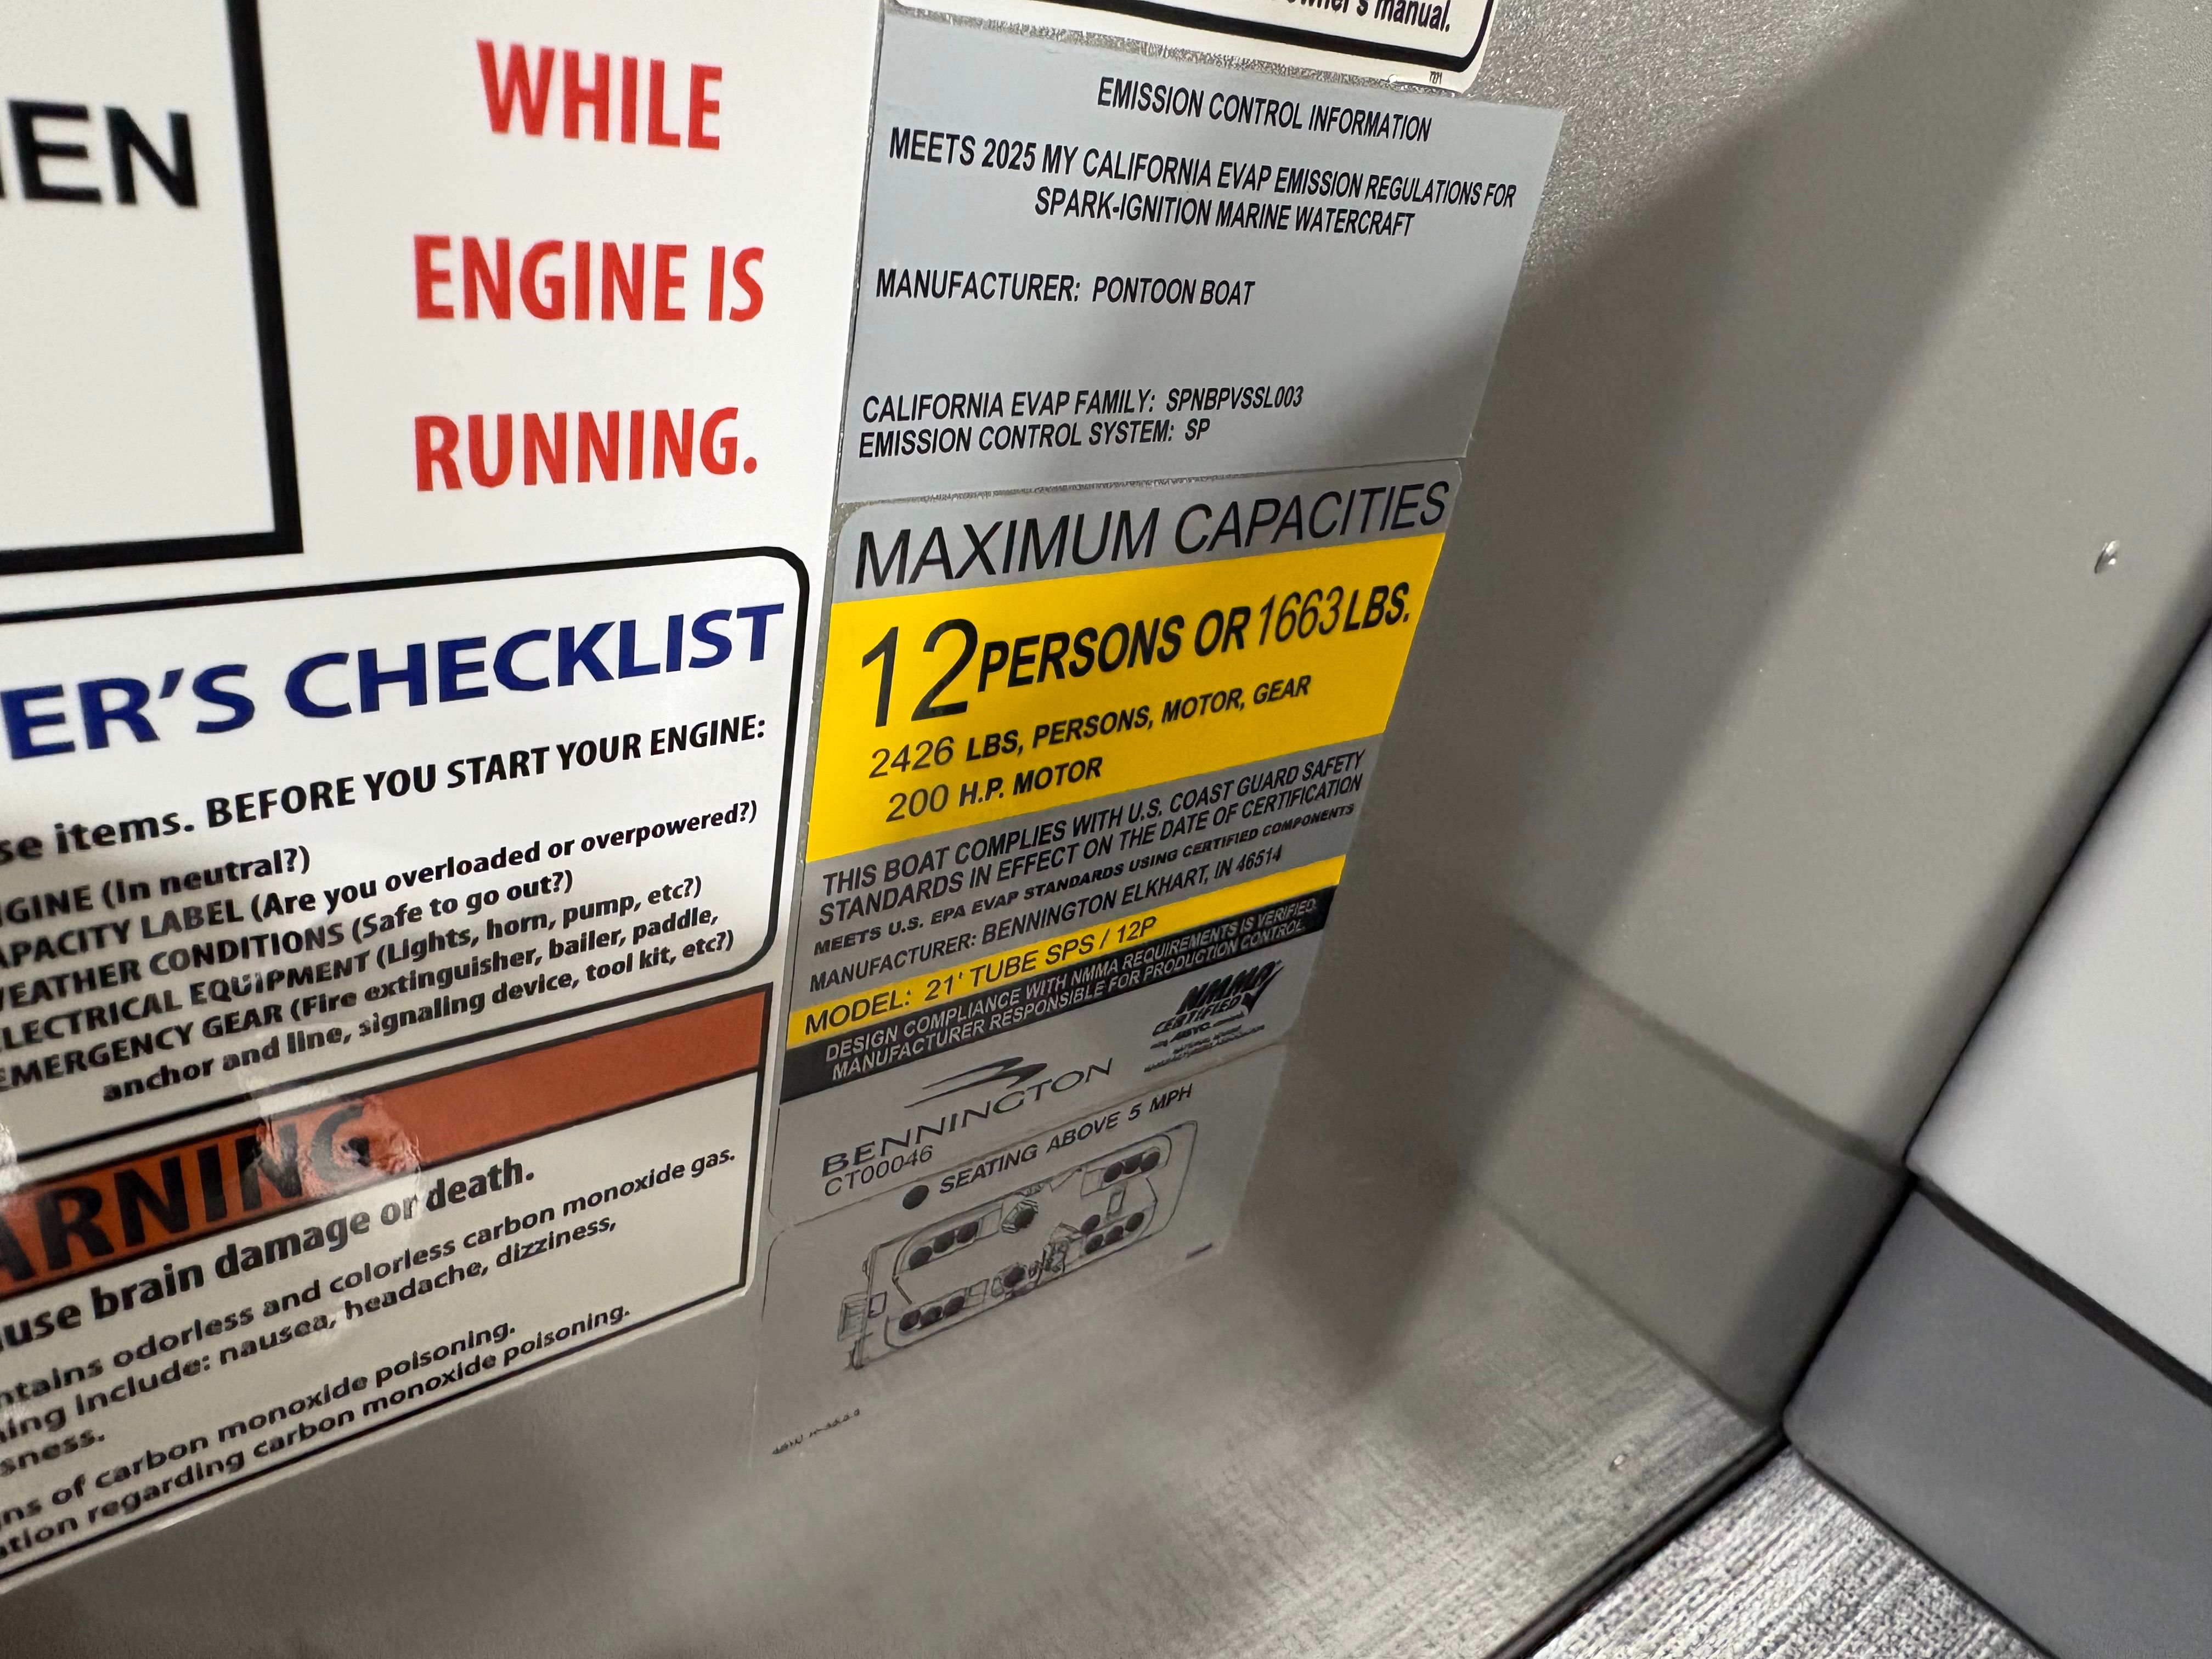 EN
WHILE
ENGINE IS
RUNNING.
ER'S CHECKLIST
se items. BEFORE YOU START YOUR ENGINE:
GINE (In neutral?)
APACITY LABEL (Are you overloaded or overpowered?)
WEATHER CONDITIONS (Safe to go out?)
ELECTRICAL EQUIPMENT (Lights, horn, pump, etc?)
EMERGENCY GEAR (Fire extinguisher, bailer, paddle,
anchor and line, signaling device, tool kit, etc?)
ARNING
use brain damage or death.
ntains odorless and colorless carbon monoxide gas.
ning include: nausea, headache, dizziness,
sness.
ns of carbon monoxide poisoning.
ation regarding carbon monoxide poisoning.
owner's manual.
EMISSION CONTROL INFORMATION
MEETS 2025 MY CALIFORNIA EVAP EMISSION REGULATIONS FOR
SPARK-IGNITION MARINE WATERCRAFT
MANUFACTURER: PONTOON BOAT
CALIFORNIA EVAP FAMILY: SPNBPVSSL003
EMISSION CONTROL SYSTEM: SP
MAXIMUM CAPACITIES
12 PERSONS OR 1663 LBS.
2426 LBS, PERSONS, MOTOR, GEAR
200 H.P. MOTOR
THIS BOAT COMPLIES WITH U.S. COAST GUARD SAFETY
STANDARDS IN EFFECT ON THE DATE OF CERTIFICATION
MEETS U.S. EPA EVAP STANDARDS USING CERTIFIED COMPONENTS
MANUFACTURER: BENNINGTON ELKHART, IN 46514
MODEL: 21' TUBE SPS / 12P
DESIGN COMPLIANCE WITH NMMA REQUIREMENTS IS VERIFIED.
MANUFACTURER RESPONSIBLE FOR PRODUCTION CONTROL.
NMMA
CERTIFIED
BENNINGTON
CT00046
SEATING ABOVE 5 MPH